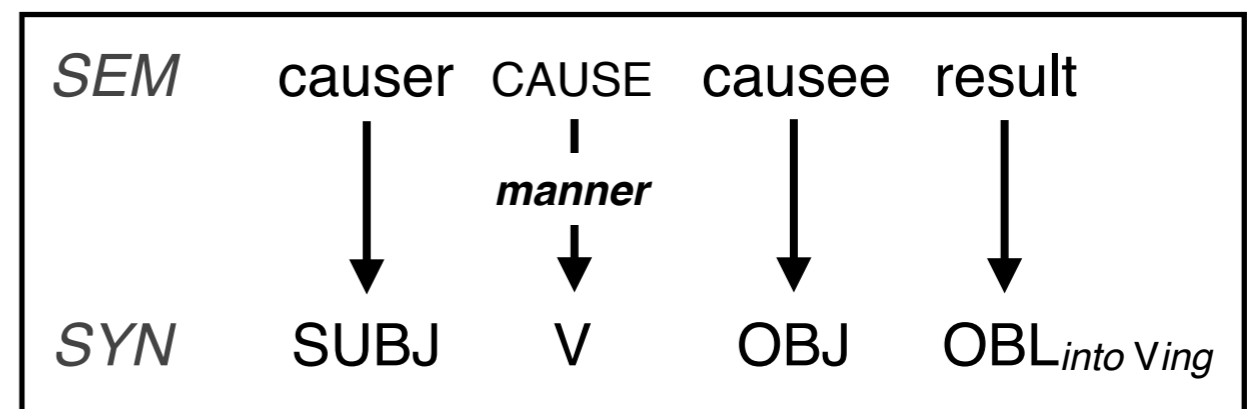 SEM causer CAUSE causee result
manner
SYN SUBJ V OBJ OBLinto Ving